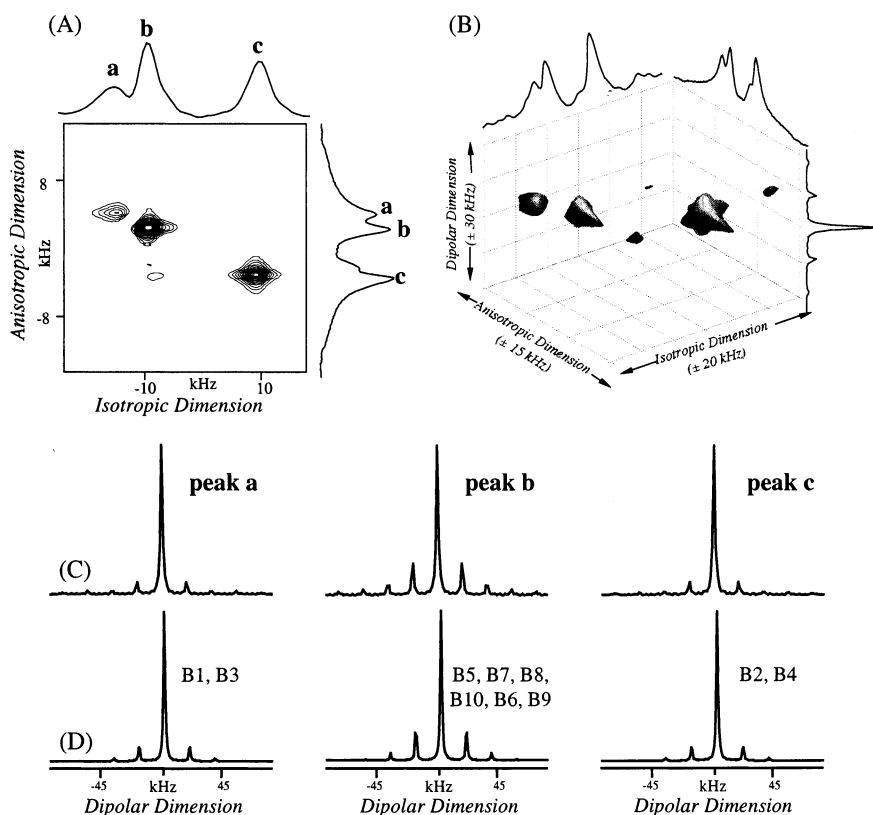 (A)
a
b
c
Anisotropic Dimension
kHz
8
-8
a
b
c
-10
kHz
10
Isotropic Dimension
(B)
Dipolar Dimension
(± 30 kHz)
Anisotropic Dimension
(± 15 kHz)
Isotropic Dimension
(± 20 kHz)
(C)
peak a
peak b
peak c
(D)
B1, B3
B5, B7, B8,
B10, B6, B9
B2, B4
-45
kHz
45
Dipolar Dimension
-45
kHz
45
Dipolar Dimension
-45
kHz
45
Dipolar Dimension